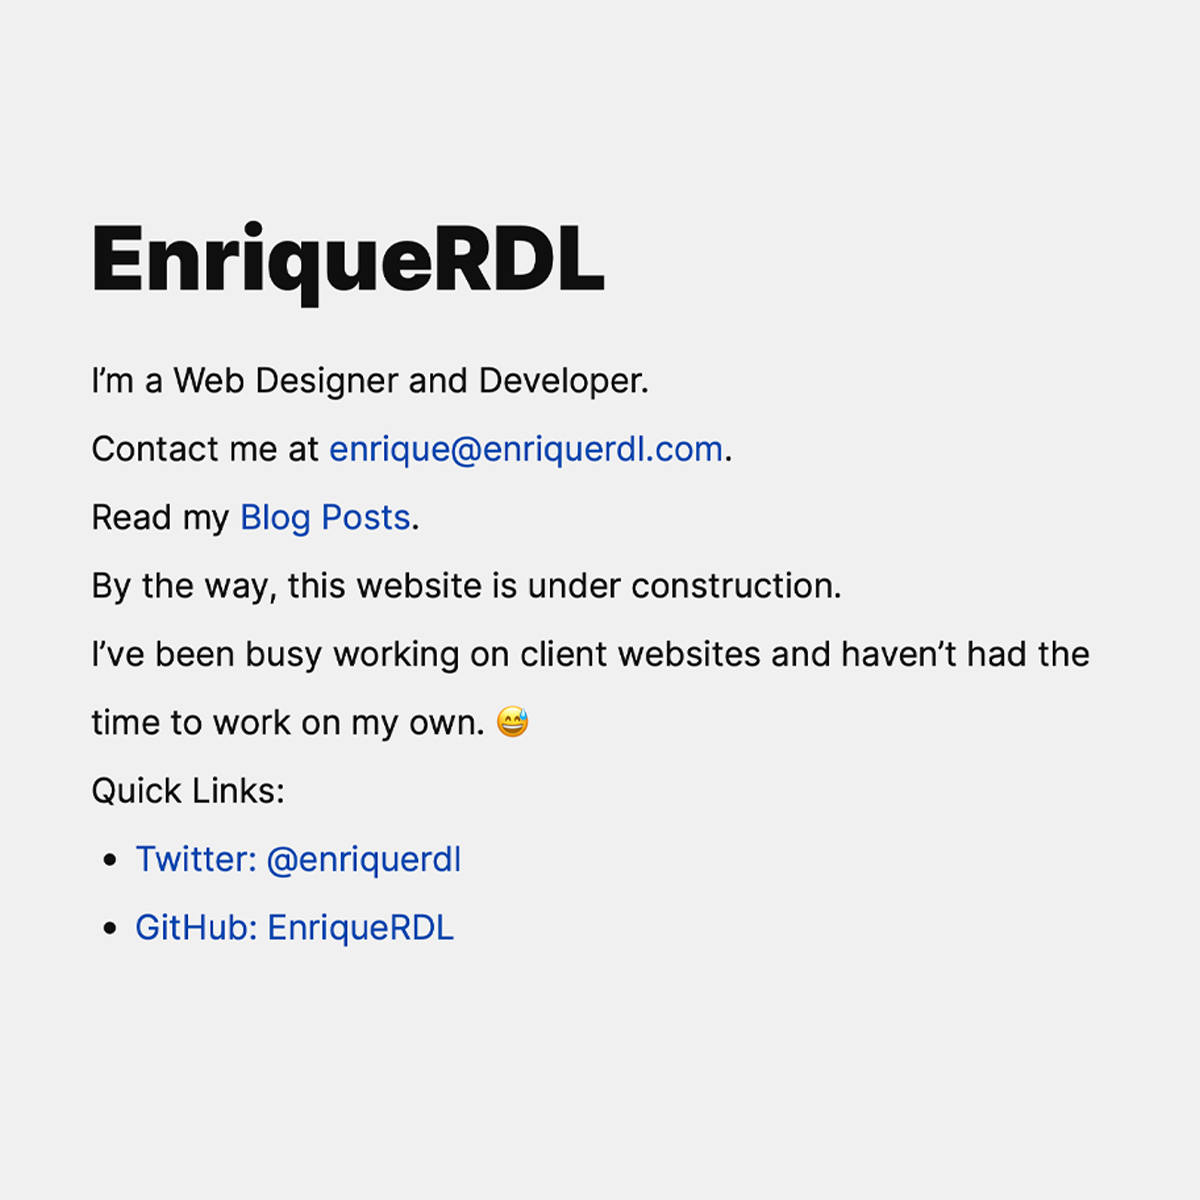 EnriqueRDL
I’m a Web Designer and Developer.
Contact me at enrique@enriquerdl.com.
Read my Blog Posts.
By the way, this website is under construction.
I’ve been busy working on client websites and haven’t had the
time to work on my own. 😅
Quick Links:
• Twitter: @enriquerdl
• GitHub: EnriqueRDL